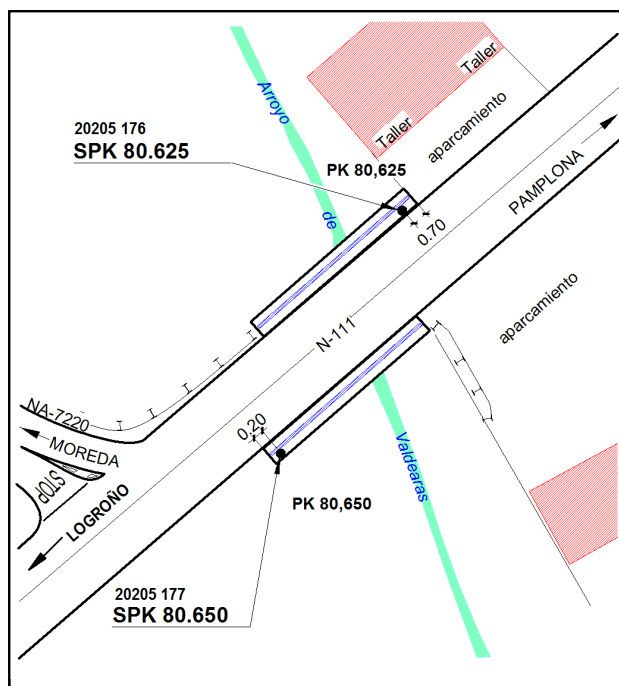 Taller
Taller
aparcamiento
Arroyo
de
20205 176
SPK 80.625
PK 80,625
PAMPLONA
0.70
aparcamiento
N-111
NA-7220
MOREDA
STOP
LOGROÑO
0.20
PK 80,650
Valdearas
20205 177
SPK 80.650